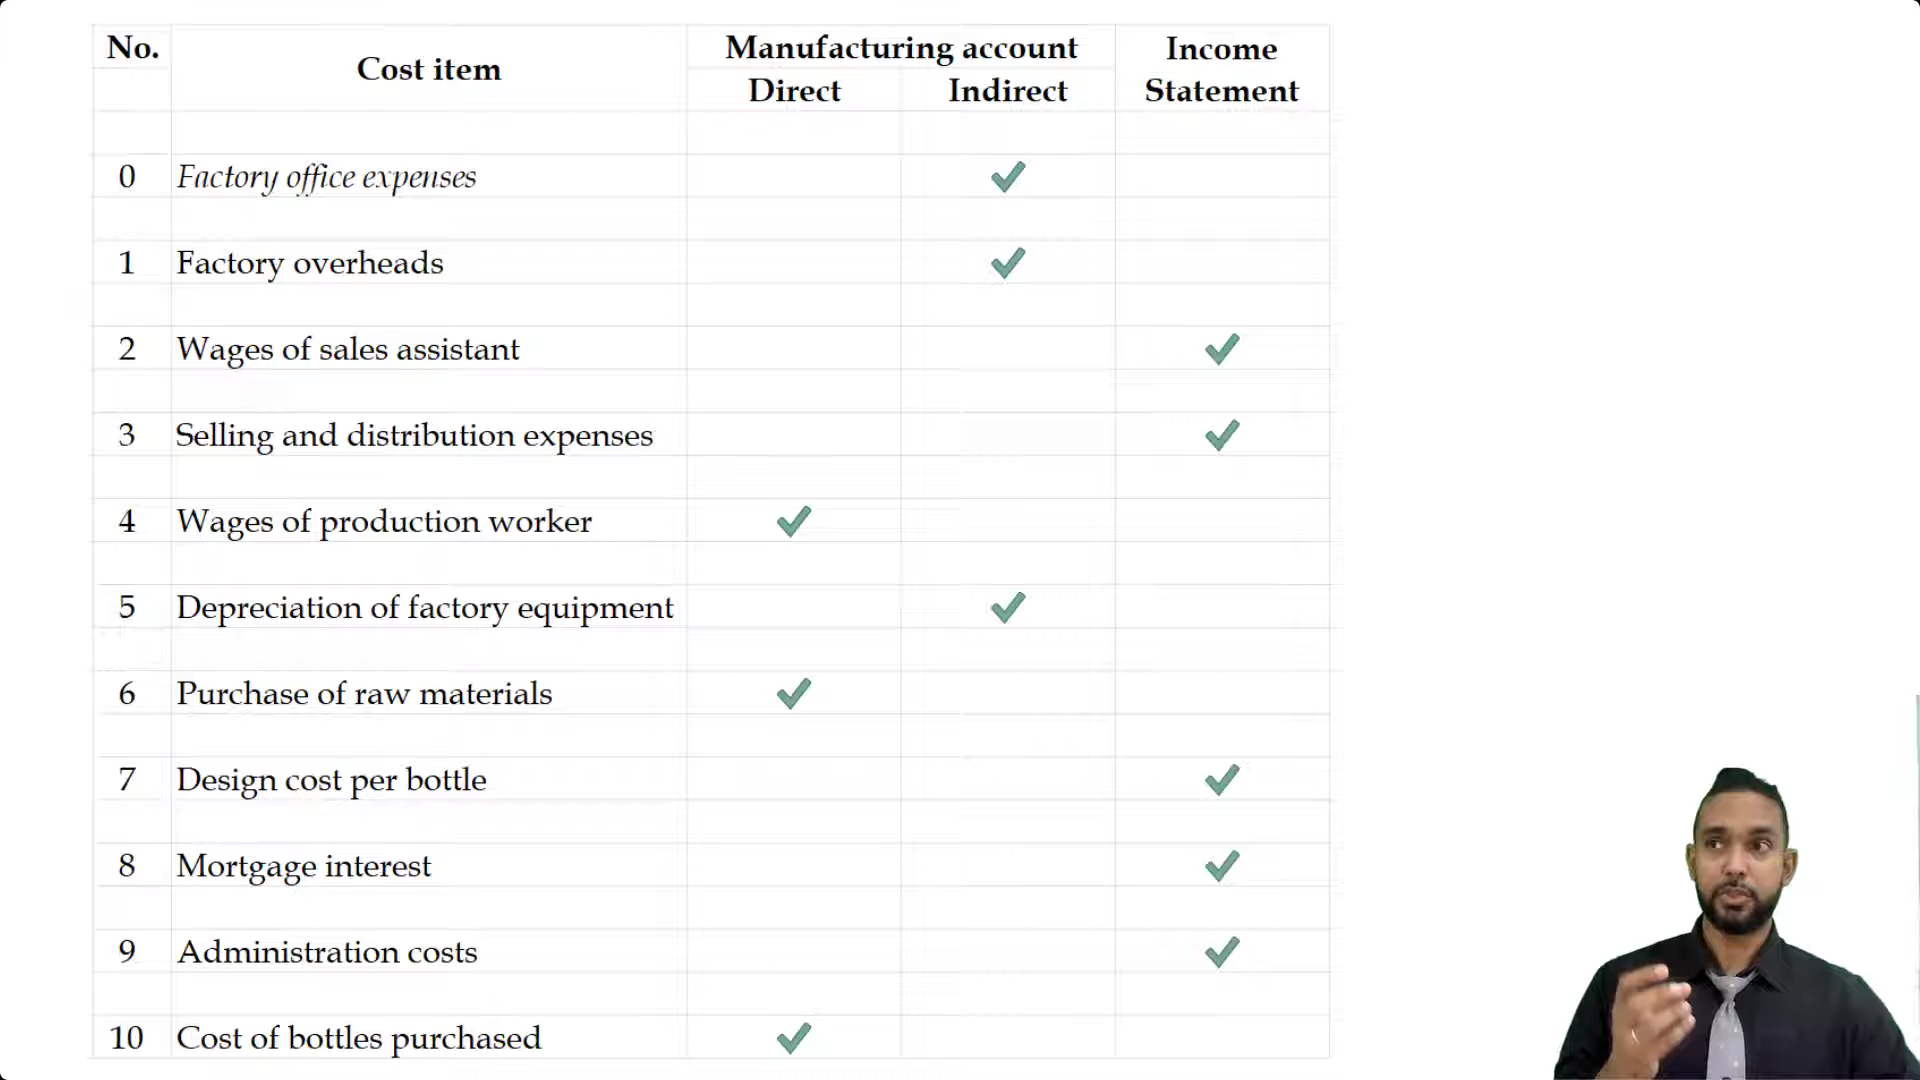 No. Cost item Manufacturing account Income Statement
Direct Indirect
0 Factory office expenses ✓
1 Factory overheads ✓
2 Wages of sales assistant ✓
3 Selling and distribution expenses ✓
4 Wages of production worker ✓
5 Depreciation of factory equipment ✓
6 Purchase of raw materials ✓
7 Design cost per bottle ✓
8 Mortgage interest ✓
9 Administration costs ✓
10 Cost of bottles purchased ✓